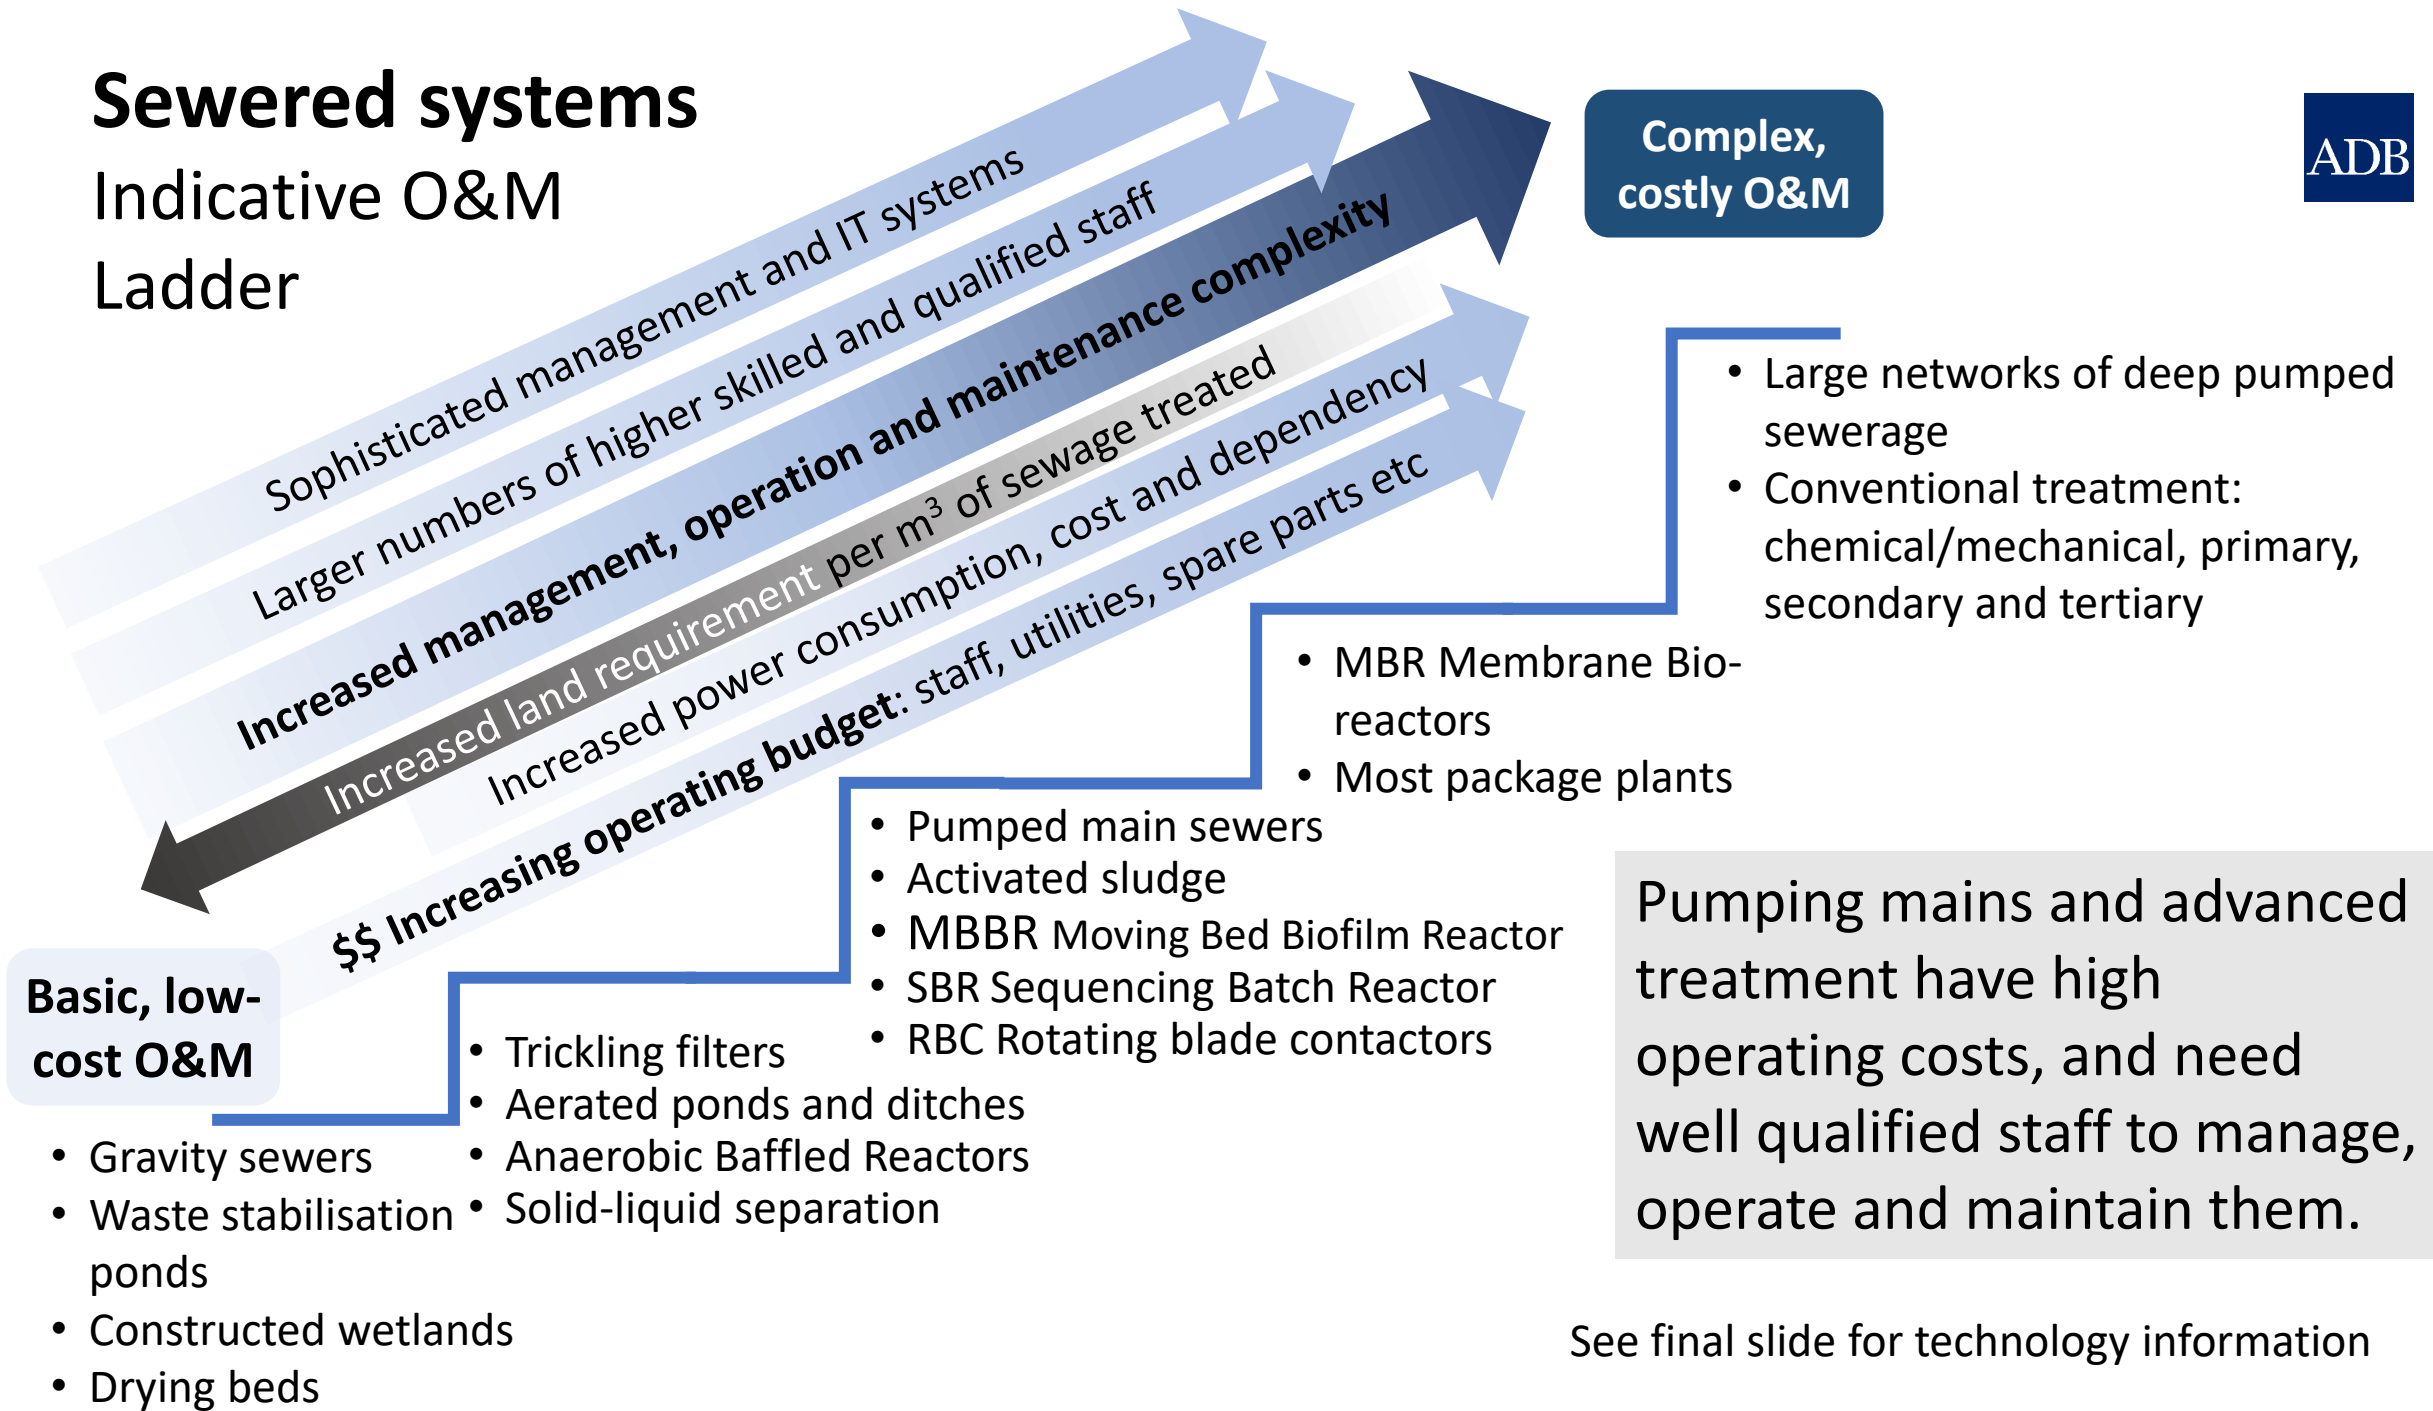 Sewered systems
Indicative O&M
Ladder
Sophisticated management and IT systems
Larger numbers of higher skilled and qualified staff
Increased management, operation and maintenance complexity
Increased land requirement per m³ of sewage treated
Increased power consumption, cost and dependency
$$ Increasing operating budget: staff, utilities, spare parts etc
Complex,
costly O&M
ADB
• Large networks of deep pumped
sewerage
• Conventional treatment:
chemical/mechanical, primary,
secondary and tertiary
• MBR Membrane Bio-
reactors
• Most package plants
• Pumped main sewers
• Activated sludge
• MBBR Moving Bed Biofilm Reactor
• SBR Sequencing Batch Reactor
• RBC Rotating blade contactors
• Trickling filters
• Aerated ponds and ditches
• Anaerobic Baffled Reactors
• Solid-liquid separation
Basic, low-
cost O&M
• Gravity sewers
• Waste stabilisation
ponds
• Constructed wetlands
• Drying beds
Pumping mains and advanced
treatment have high
operating costs, and need
well qualified staff to manage,
operate and maintain them.
See final slide for technology information